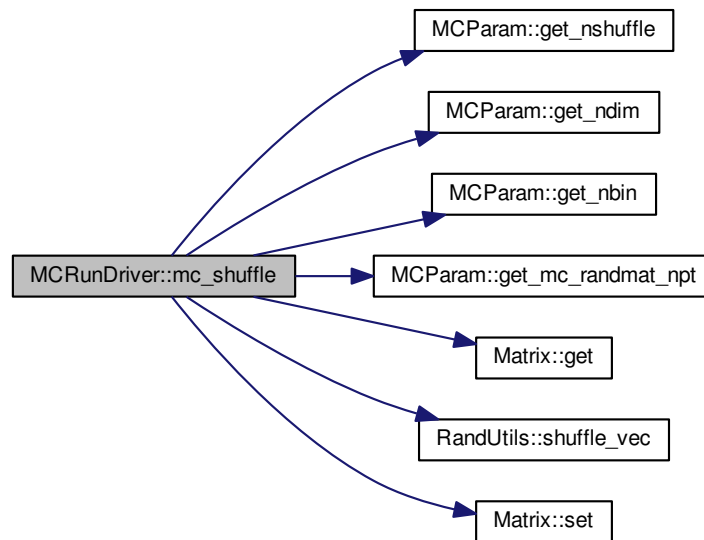 MCParam::get_nshuffle
MCParam::get_ndim
MCParam::get_nbin
MCRunDriver::mc_shuffle
MCParam::get_mc_randmat_npt
Matrix::get
RandUtils::shuffle_vec
Matrix::set